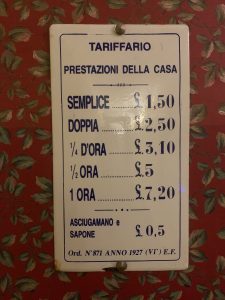 TARIFFARIO
PRESTAZIONI DELLA CASA
SEMPLICE......£.1,50
DOPPIA.........£.2,50
¼ D'ORA.......£.3,10
½ ORA..........£.5
1 ORA..........£.7,20
ASCIUGAMANO e
SAPONE £ 0,5
Ord. N° 871 ANNO 1927 (VI°) E.F.